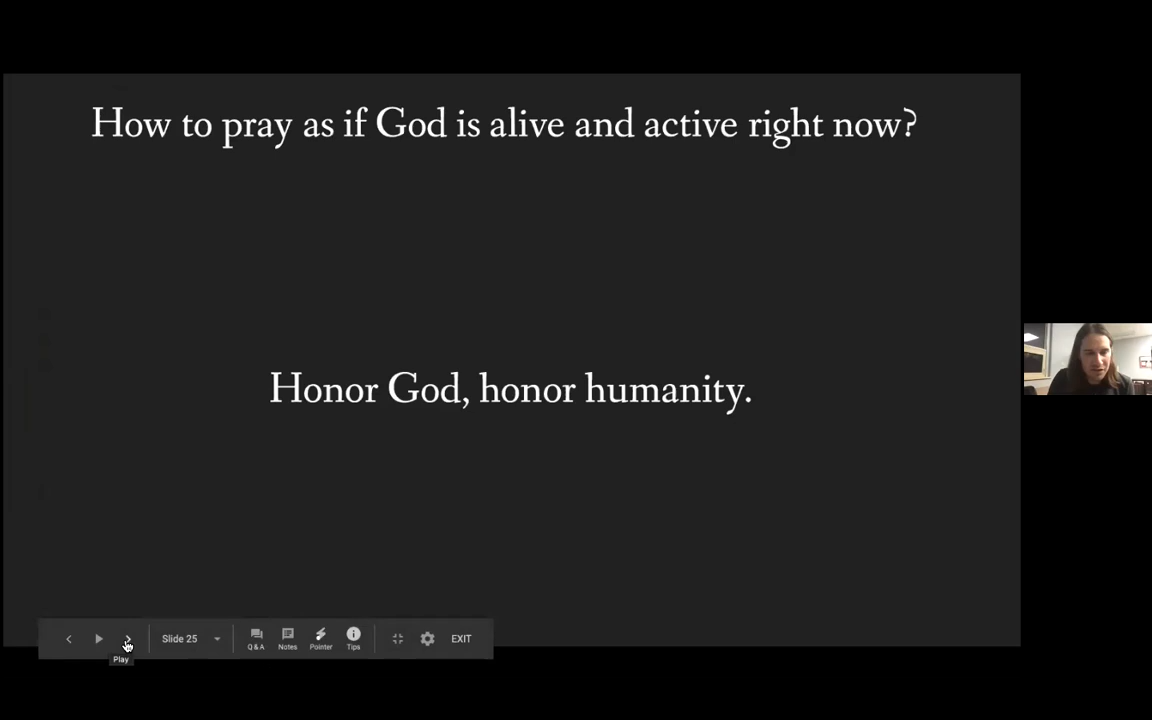 How to pray as if God is alive and active right now?
Honor God, honor humanity.
Slide 25
Q & A
Notes
Pointer
Tips
EXIT
Play